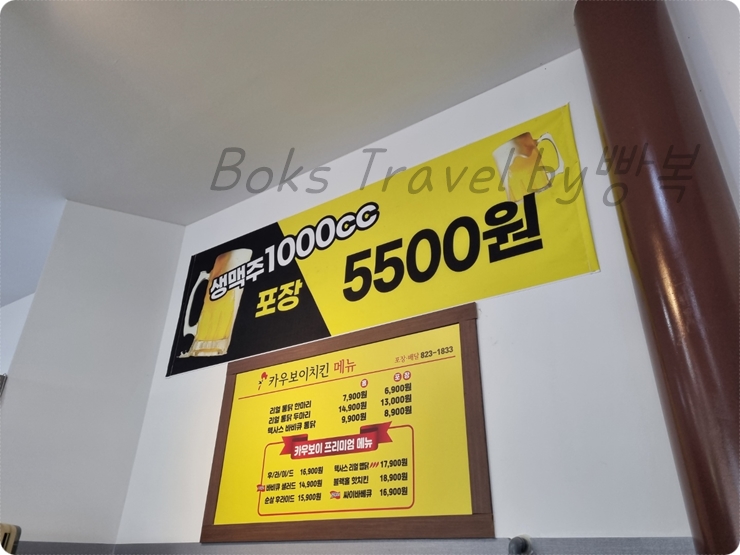 Boks Travel by빵복
생맥주1000cc
포장 5500원
카우보이치킨 메뉴
포장·배달 823-1833
홀 포장
리얼 통닭 한마리 7,900원 6,900원
리얼 통닭 두마리 14,900원 13,000원
텍사스 바비큐 통닭 9,900원 8,900원
카우보이 프리미엄 메뉴
후/라/이/드 16,900원 텍사스 리얼 맵닭 17,900원
바비큐 샐러드 14,900원 블랙홀 핫치킨 18,900원
순살 후라이드 15,900원 싸이바베큐 16,900원